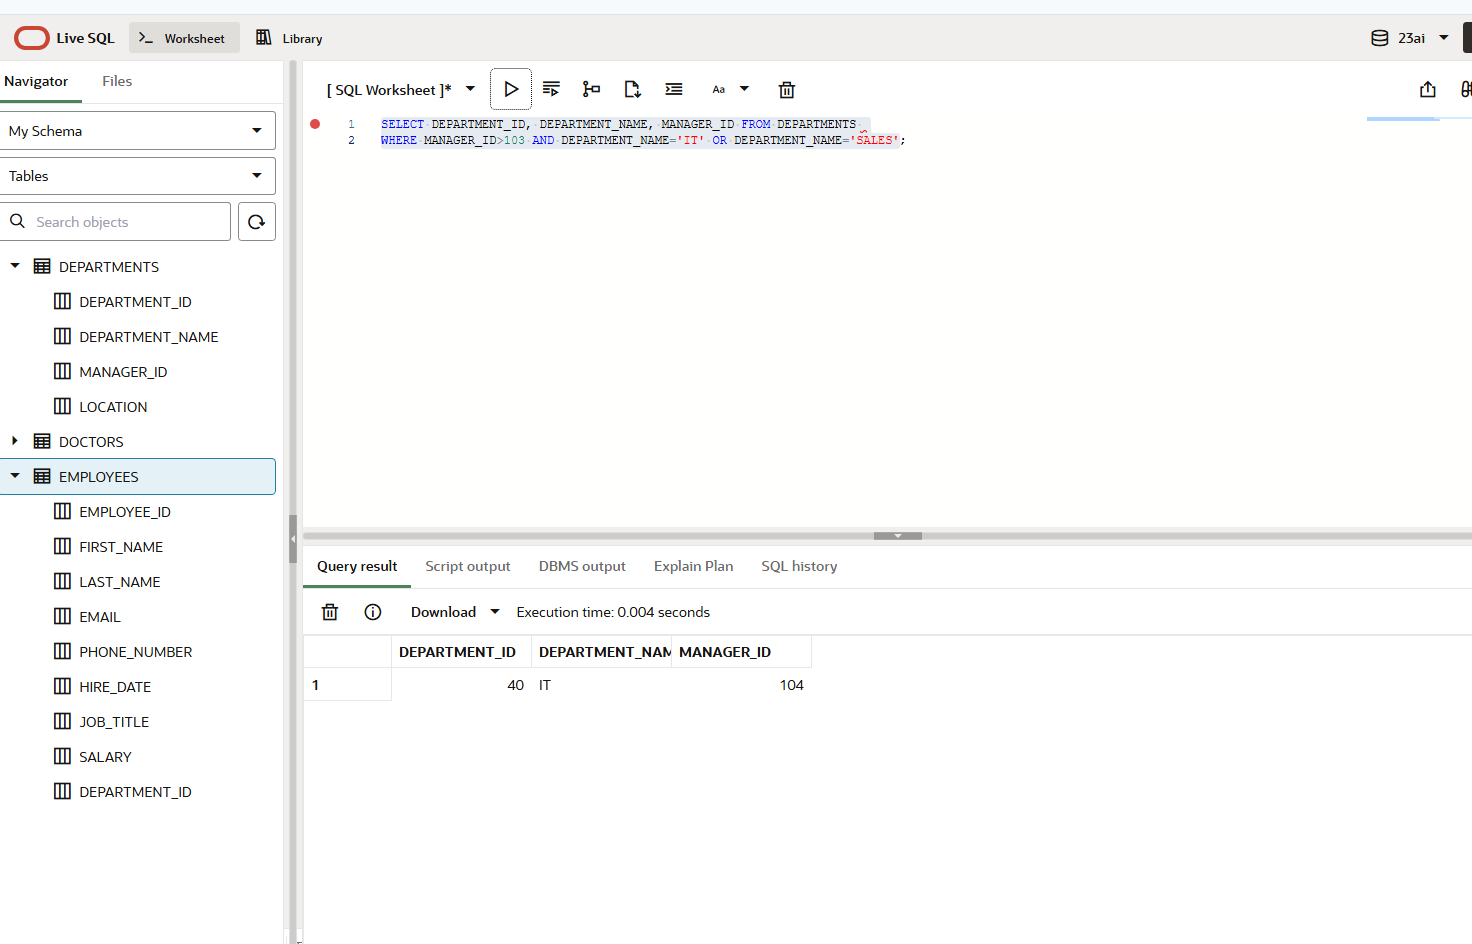 Live SQL
Worksheet
Library
23ai
Navigator
Files
[ SQL Worksheet ]*
Aa
My Schema
Tables
Search objects
DEPARTMENTS
DEPARTMENT_ID
DEPARTMENT_NAME
MANAGER_ID
LOCATION
DOCTORS
EMPLOYEES
EMPLOYEE_ID
FIRST_NAME
LAST_NAME
EMAIL
PHONE_NUMBER
HIRE_DATE
JOB_TITLE
SALARY
DEPARTMENT_ID
1 SELECT DEPARTMENT_ID, DEPARTMENT_NAME, MANAGER_ID FROM DEPARTMENTS
2 WHERE MANAGER_ID>103 AND DEPARTMENT_NAME='IT' OR DEPARTMENT_NAME='SALES';
Query result Script output DBMS output Explain Plan SQL history
Download Execution time: 0.004 seconds
DEPARTMENT_ID DEPARTMENT_NAM MANAGER_ID
1 40 IT 104